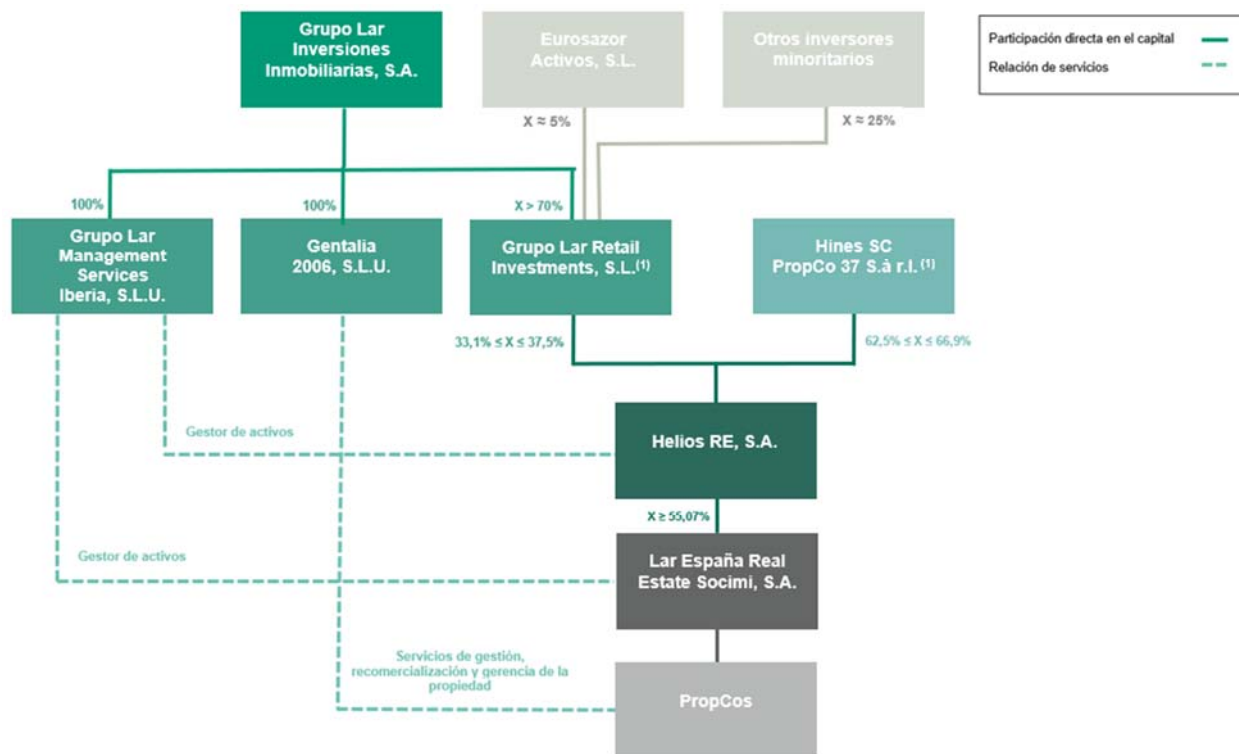 Grupo Lar
Inversiones
Inmobiliarias, S.A.
Eurosazor
Activos, S.L.
Otros inversores
minoritarios
Participación directa en el capital
Relación de servicios
X ≈ 5%
X ≈ 25%
100%
100%
X > 70%
Grupo Lar
Management
Services
Iberia, S.L.U.
Gentalia
2006, S.L.U.
Grupo Lar Retail
Investments, S.L.(1)
Hines SC
PropCo 37 S.à r.l. (1)
33,1% ≤ X ≤ 37,5%
62,5% ≤ X ≤ 66,9%
Gestor de activos
Helios RE, S.A.
X ≥ 55,07%
Gestor de activos
Lar España Real
Estate Socimi, S.A.
Servicios de gestión,
recomercialización y gerencia de la
propiedad
PropCos